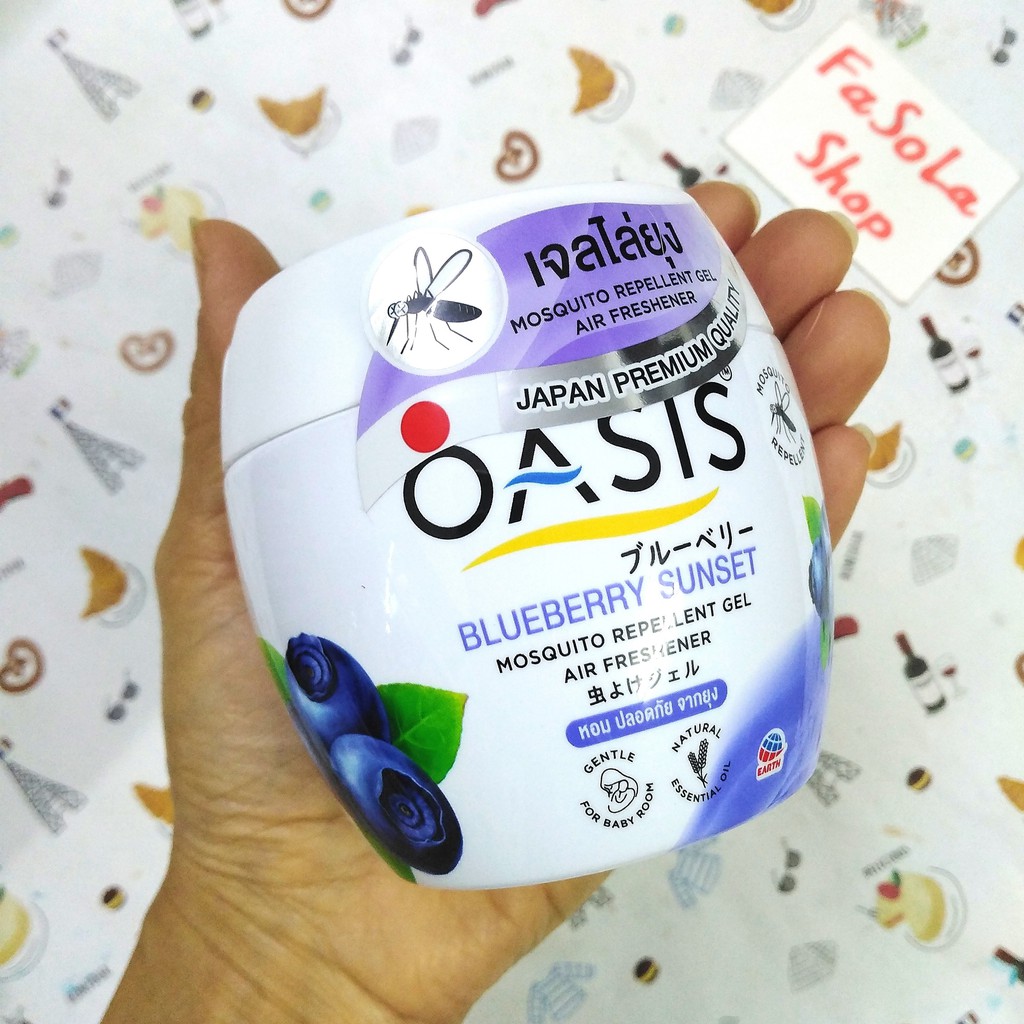 FaSoLa
Shop
เจลไล่ยุง
MOSQUITO REPELLENT GEL
AIR FRESHENER
JAPAN PREMIUM QUALITY
OASIS™
MOSQUITO
REPELLENT
ブルーベリー
BLUEBERRY SUNSET
MOSQUITO REPELLENT GEL
AIR FRESHENER
虫よけジェル
หอม ปลอดภัย จากยุง
GENTLE
FOR BABY ROOM
NATURAL
ESSENTIAL OIL
EARTH